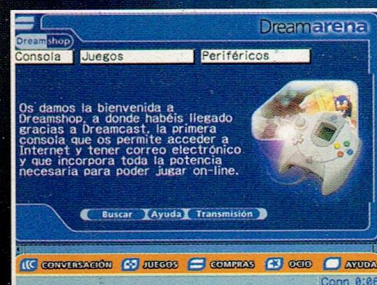 Dreamarena
Dreamshop
Consola Juegos Periféricos
Os damos la bienvenida a
Dreamshop, a donde habéis llegado
gracias a Dreamcast, la primera
consola que os permite acceder a
Internet y tener correo electrónico
y que incorpora toda la potencia
necesaria para poder jugar on-line.
Buscar Ayuda Transmisión
CONVERSACIÓN JUEGOS COMPRAS OCIO AYUDA